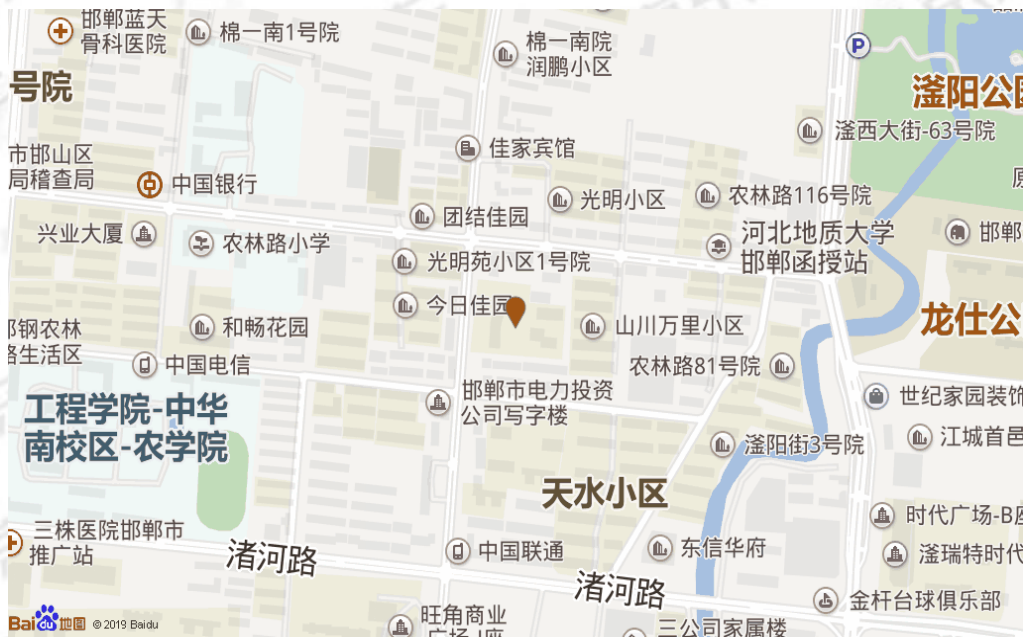 邯郸蓝天
骨科医院
棉一南1号院
棉一南院
润鹏小区
号院
滏阳公园
滏西大街-63号院
佳家宾馆
市邯山区
局稽查局
中国银行
光明小区
农林路116号院
团结佳园
兴业大厦
农林路小学
河北地质大学
邯郸函授站
邯郸
光明苑小区1号院
今日佳园
龙仕公
和畅花园
山川万里小区
邯钢农林
路生活区
中国电信
农林路81号院
邯郸市电力投资
公司写字楼
世纪家园装饰
工程学院-中华
南校区-农学院
江城首邑
滏阳街3号院
天水小区
时代广场-B座
三株医院邯郸市
推广站
渚河路
中国联通
东信华府
滏瑞特时代
渚河路
金杆台球俱乐部
旺角商业
广场-J座
三公司家属楼
Bai du 地图
© 2019 Baidu
P